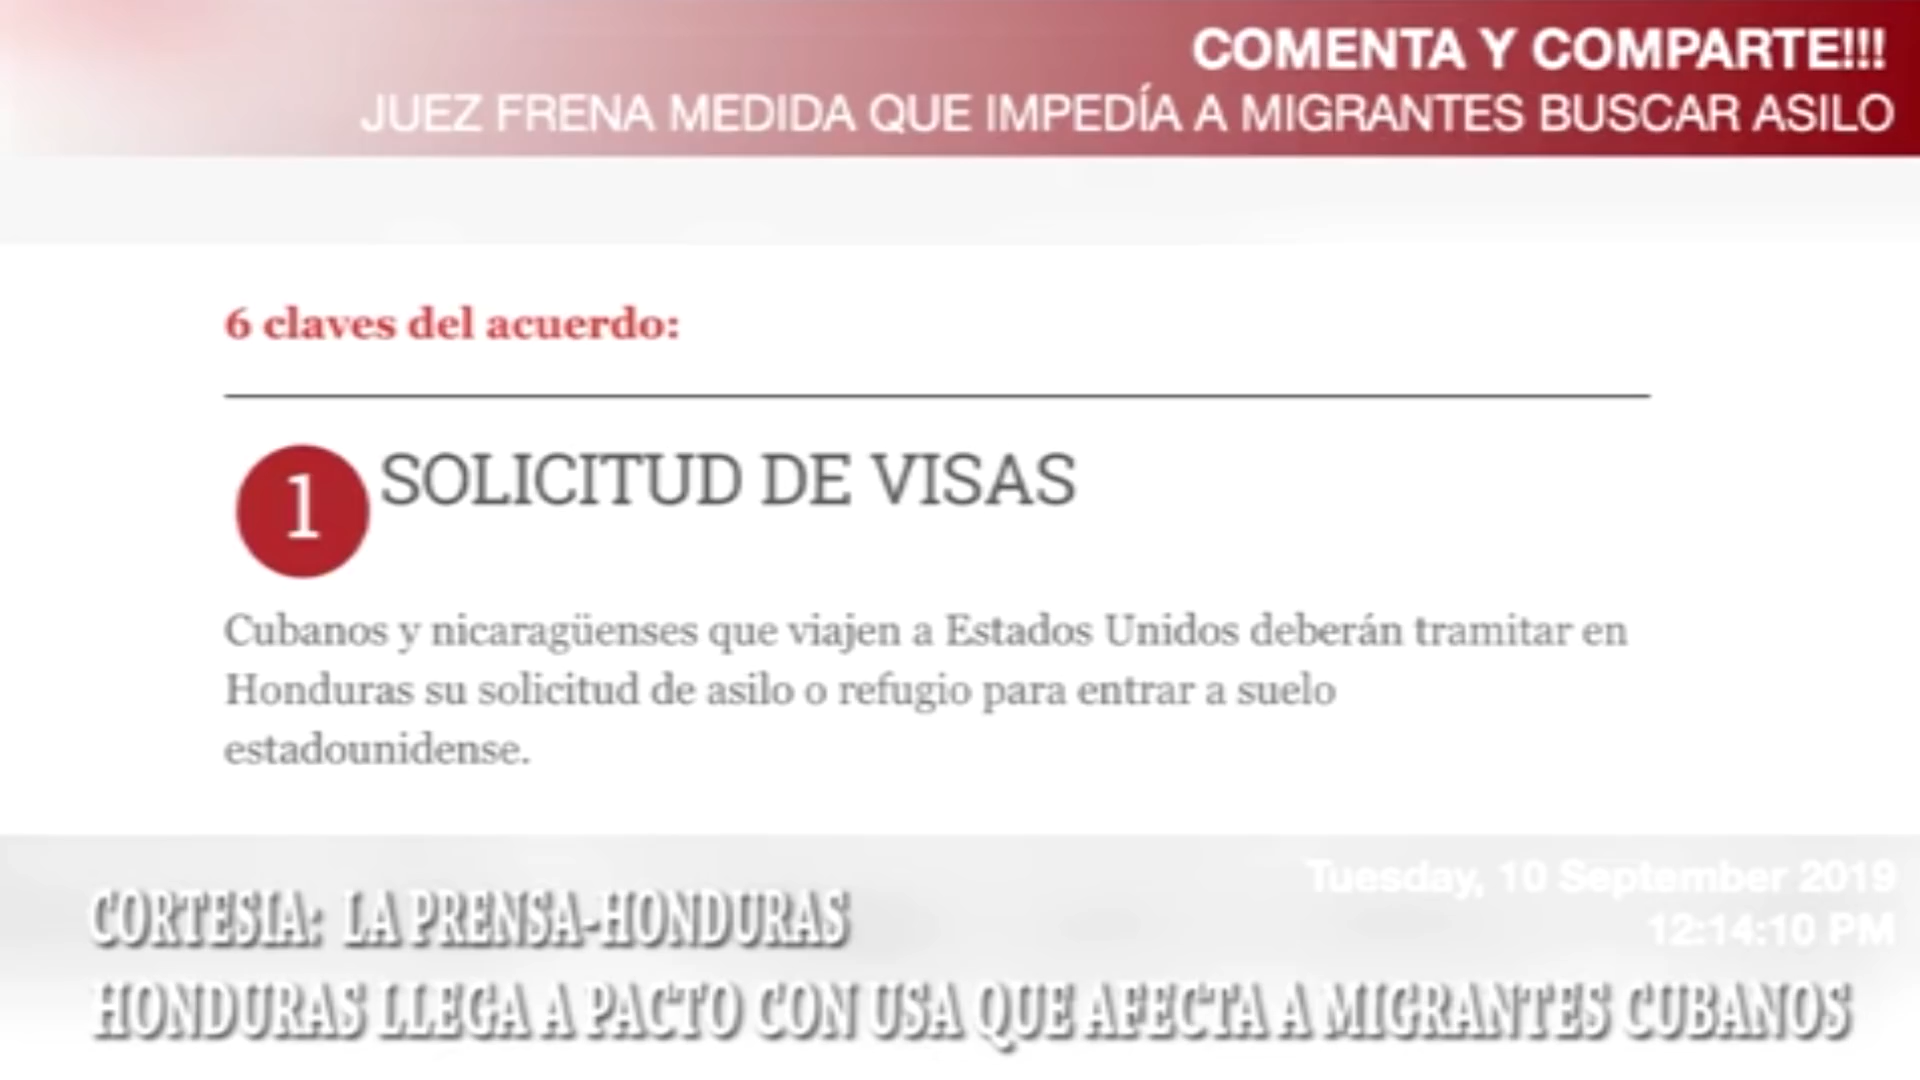 COMENTA Y COMPARTE!!!
JUEZ FRENA MEDIDA QUE IMPEDÍA A MIGRANTES BUSCAR ASILO
6 claves del acuerdo:
1 SOLICITUD DE VISAS
Cubanos y nicaragüenses que viajen a Estados Unidos deberán tramitar en
Honduras su solicitud de asilo o refugio para entrar a suelo
estadounidense.
Tuesday, 10 September 2019
12:14:10 PM
CORTESIA: LA PRENSA-HONDURAS
HONDURAS LLEGA A PACTO CON USA QUE AFECTA A MIGRANTES CUBANOS